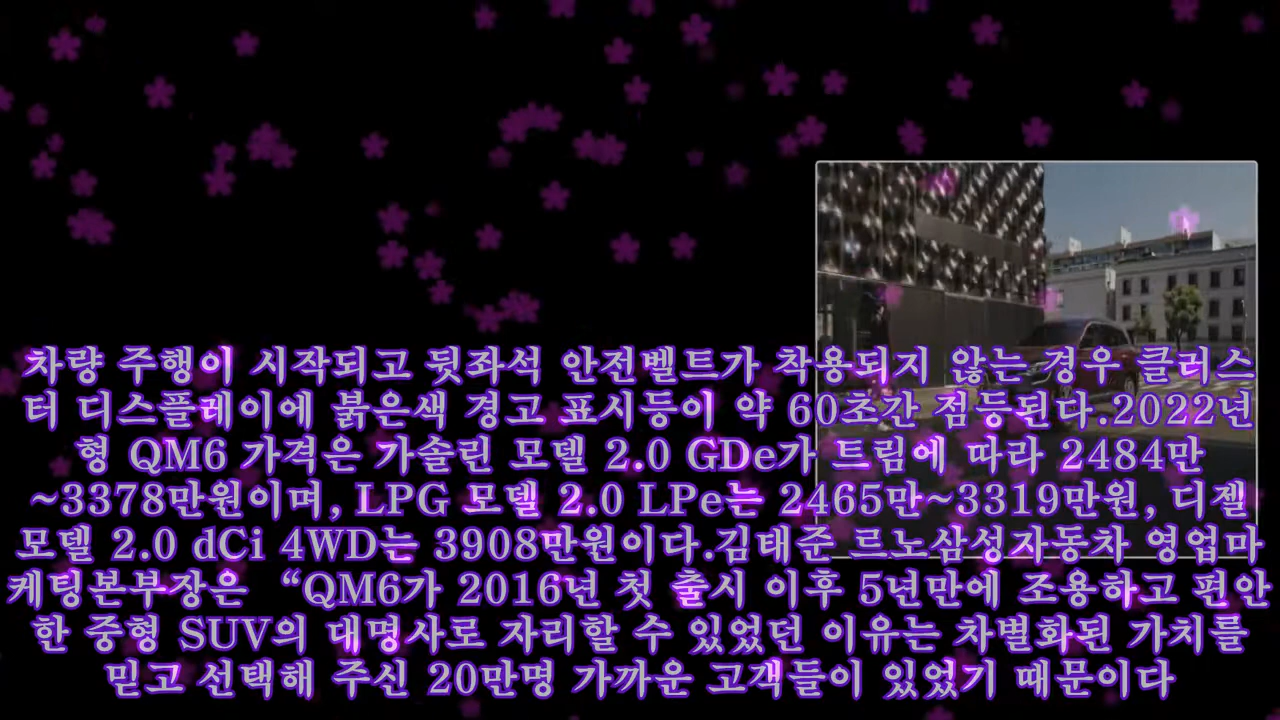 차량 주행이 시작되고 뒷좌석 안전벨트가 착용되지 않는 경우 클러스
터 디스플레이에 붉은색 경고 표시등이 약 60초간 점등된다.2022년
형 QM6 가격은 가솔린 모델 2.0 GDe가 트림에 따라 2484만
~3378만원이며, LPG 모델 2.0 LPe는 2465만~3319만원, 디젤
모델 2.0 dCi 4WD는 3908만원이다.김태준 르노삼성자동차 영업마
케팅본부장은 “QM6가 2016년 첫 출시 이후 5년만에 조용하고 편안
한 중형 SUV의 대명사로 자리할 수 있었던 이유는 차별화된 가치를
믿고 선택해 주신 20만명 가까운 고객들이 있었기 때문이다